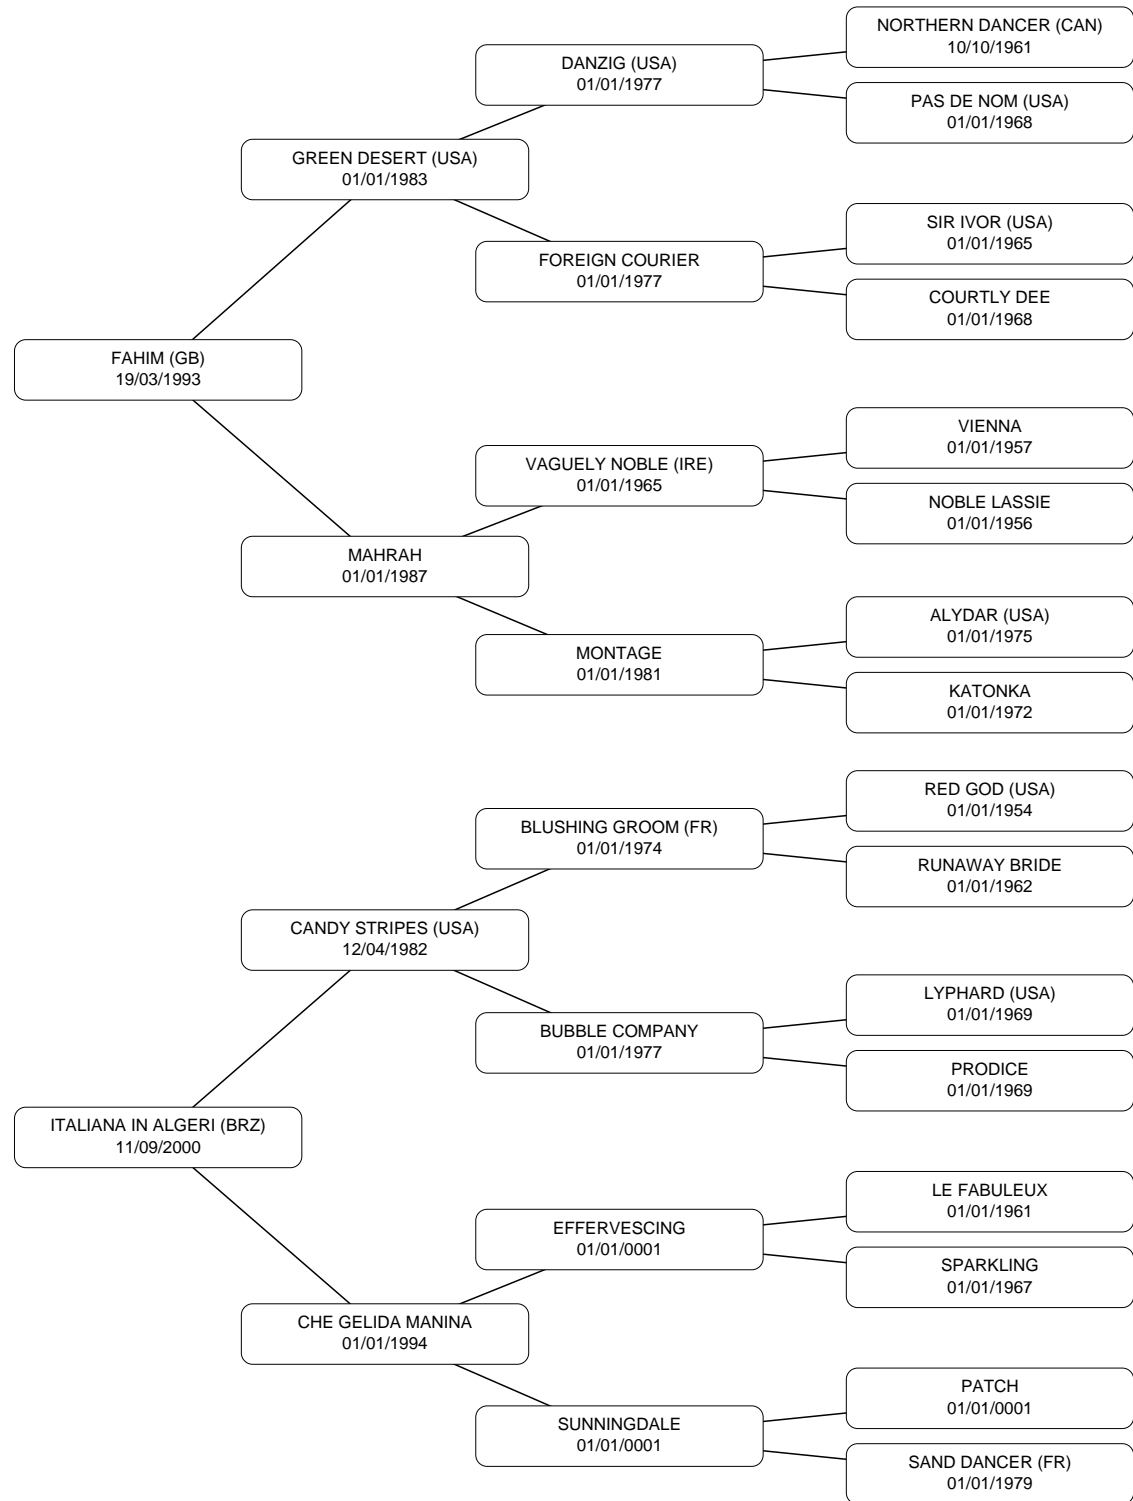 NORTHERN DANCER (CAN)
10/10/1961
DANZIG (USA)
01/01/1977
PAS DE NOM (USA)
01/01/1968
GREEN DESERT (USA)
01/01/1983
SIR IVOR (USA)
01/01/1965
FOREIGN COURIER
01/01/1977
COURTLY DEE
01/01/1968
FAHIM (GB)
19/03/1993
VIENNA
01/01/1957
VAGUELY NOBLE (IRE)
01/01/1965
NOBLE LASSIE
01/01/1956
MAHRAH
01/01/1987
ALYDAR (USA)
01/01/1975
MONTAGE
01/01/1981
KATONKA
01/01/1972
RED GOD (USA)
01/01/1954
BLUSHING GROOM (FR)
01/01/1974
RUNAWAY BRIDE
01/01/1962
CANDY STRIPES (USA)
12/04/1982
LYPHARD (USA)
01/01/1969
BUBBLE COMPANY
01/01/1977
PRODICE
01/01/1969
ITALIANA IN ALGERI (BRZ)
11/09/2000
LE FABULEUX
01/01/1961
EFFERVESCING
01/01/0001
SPARKLING
01/01/1967
CHE GELIDA MANINA
01/01/1994
PATCH
01/01/0001
SUNNINGDALE
01/01/0001
SAND DANCER (FR)
01/01/1979